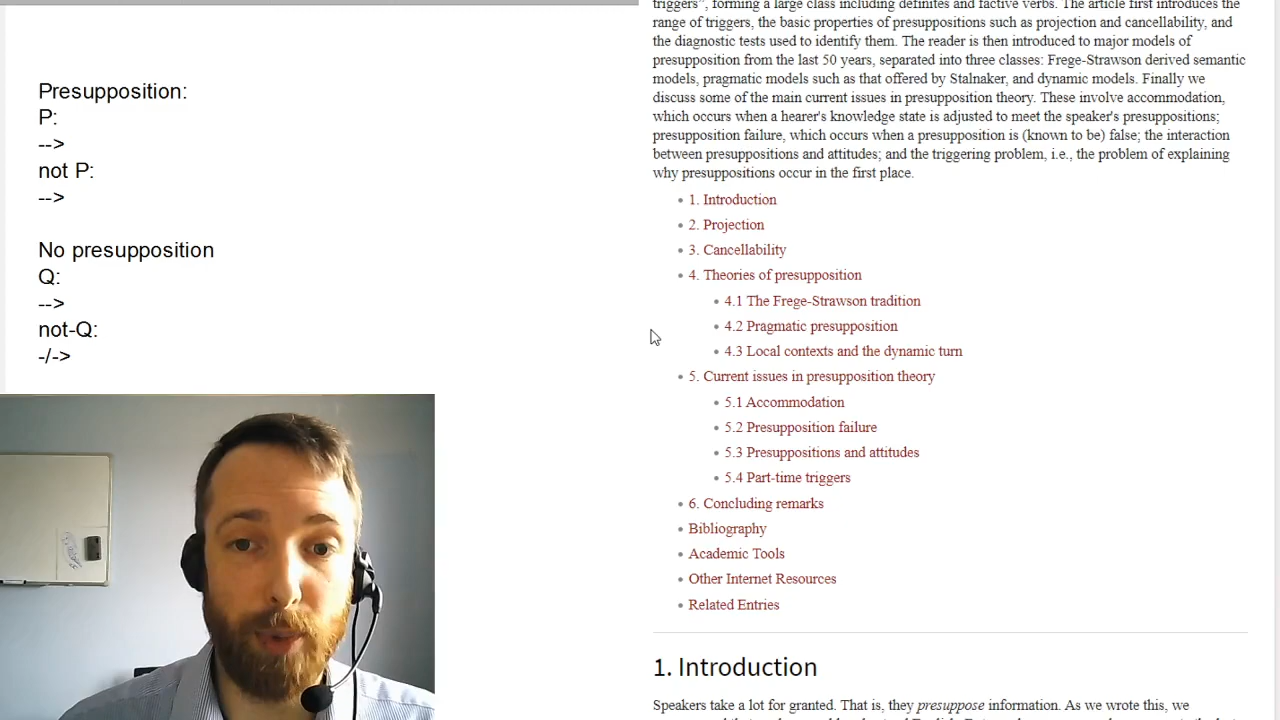 Presupposition:
P:
-->
not P:
-->
No presupposition
Q:
-->
not-Q:
-/->
triggers”, forming a large class including definites and factive verbs. The article first introduces the
range of triggers, the basic properties of presuppositions such as projection and cancellability, and
the diagnostic tests used to identify them. The reader is then introduced to major models of
presupposition from the last 50 years, separated into three classes: Frege-Strawson derived semantic
models, pragmatic models such as that offered by Stalnaker, and dynamic models. Finally we
discuss some of the main current issues in presupposition theory. These involve accommodation,
which occurs when a hearer's knowledge state is adjusted to meet the speaker's presuppositions;
presupposition failure, which occurs when a presupposition is (known to be) false; the interaction
between presuppositions and attitudes; and the triggering problem, i.e., the problem of explaining
why presuppositions occur in the first place.
• 1. Introduction
• 2. Projection
• 3. Cancellability
• 4. Theories of presupposition
• 4.1 The Frege-Strawson tradition
• 4.2 Pragmatic presupposition
• 4.3 Local contexts and the dynamic turn
• 5. Current issues in presupposition theory
• 5.1 Accommodation
• 5.2 Presupposition failure
• 5.3 Presuppositions and attitudes
• 5.4 Part-time triggers
• 6. Concluding remarks
• Bibliography
• Academic Tools
• Other Internet Resources
• Related Entries
1. Introduction
Speakers take a lot for granted. That is, they presuppose information. As we wrote this, we